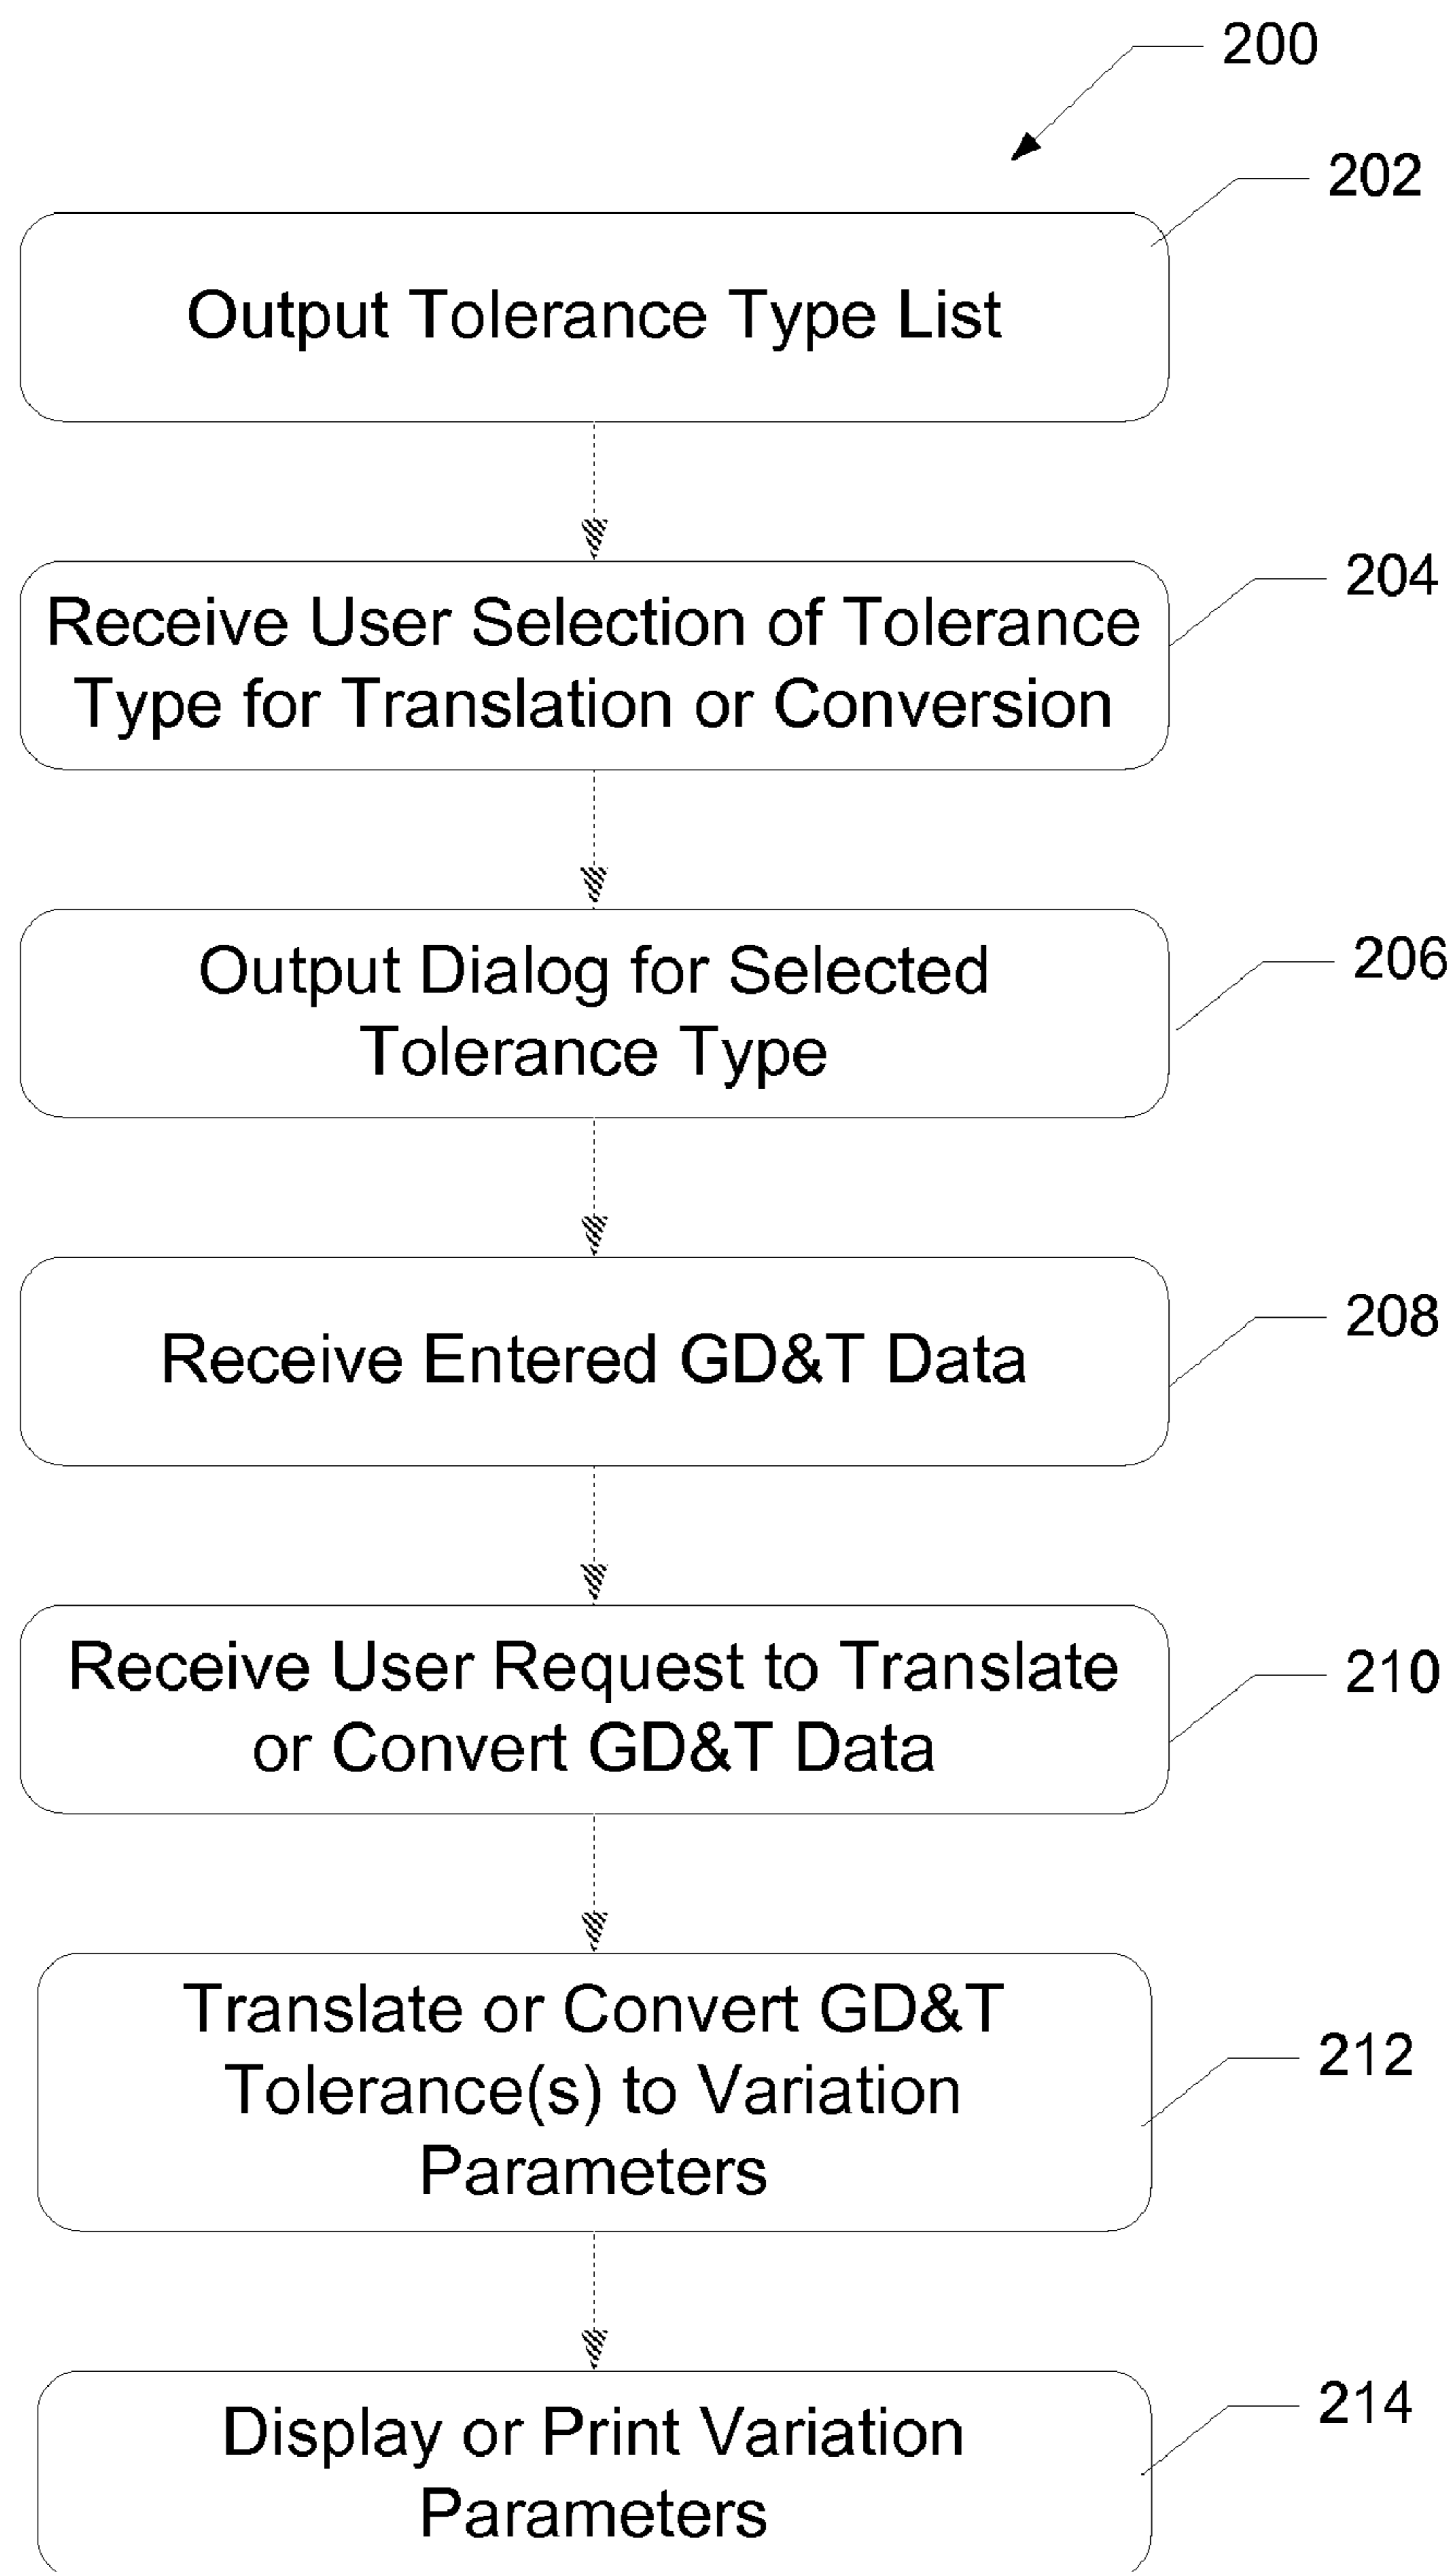 200
202
Output Tolerance Type List
204
Receive User Selection of Tolerance
Type for Translation or Conversion
206
Output Dialog for Selected
Tolerance Type
208
Receive Entered GD&T Data
210
Receive User Request to Translate
or Convert GD&T Data
212
Translate or Convert GD&T
Tolerance(s) to Variation
Parameters
214
Display or Print Variation
Parameters